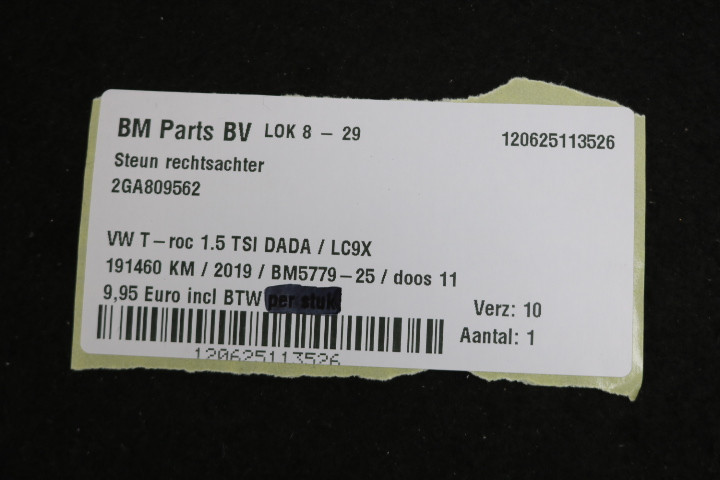 BM Parts BV LOK 8 - 29
120625113526
Steun rechtsachter
2GA809562
VW T-roc 1.5 TSI DADA / LC9X
191460 KM / 2019 / BM5779-25 / doos 11
9,95 Euro incl BTW per stuk
Verz: 10
Aantal: 1
120625113526